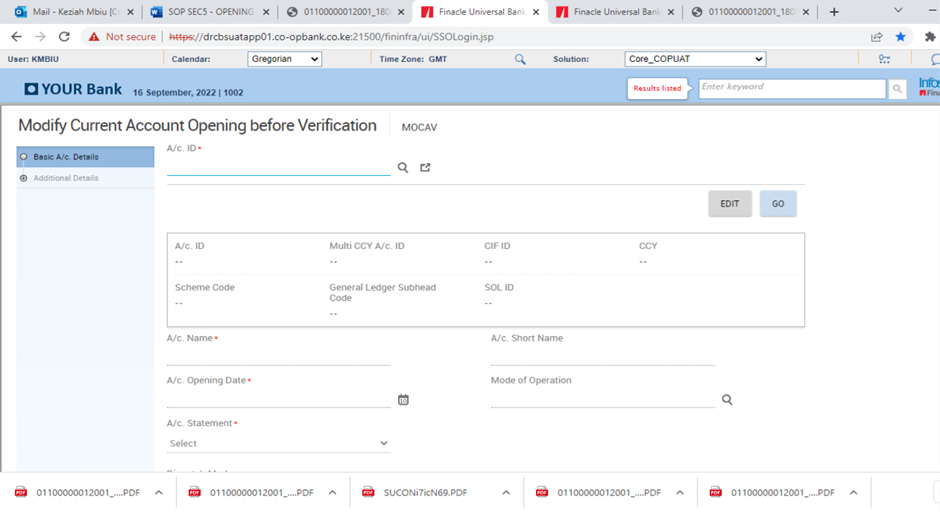 Mail - Keziah Mbiu [C
SOP SEC5 - OPENING
01100000012001_180
Finacle Universal Bank
Finacle Universal Bank
01100000012001_180
Not secure https://drcbsuatapp01.co-opbank.co.ke:21500/fininfra/ui/SSOLogin.jsp
User: KMBIU Calendar: Gregorian Time Zone: GMT Solution: Core_COPUAT
YOUR Bank 16 September, 2022 | 1002 Results listed Enter keyword Infos
Fina
Modify Current Account Opening before Verification MOCAV
Basic A/c. Details
Additional Details
A/c. ID *
EDIT GO
A/c. ID Multi CCY A/c. ID CIF ID CCY
-- -- -- --
Scheme Code General Ledger Subhead Code SOL ID
-- -- --
A/c. Name * A/c. Short Name
A/c. Opening Date * Mode of Operation
A/c. Statement *
Select
01100000012001_....PDF 01100000012001_....PDF SUCONi7icN69.PDF 01100000012001_....PDF 01100000012001_....PDF